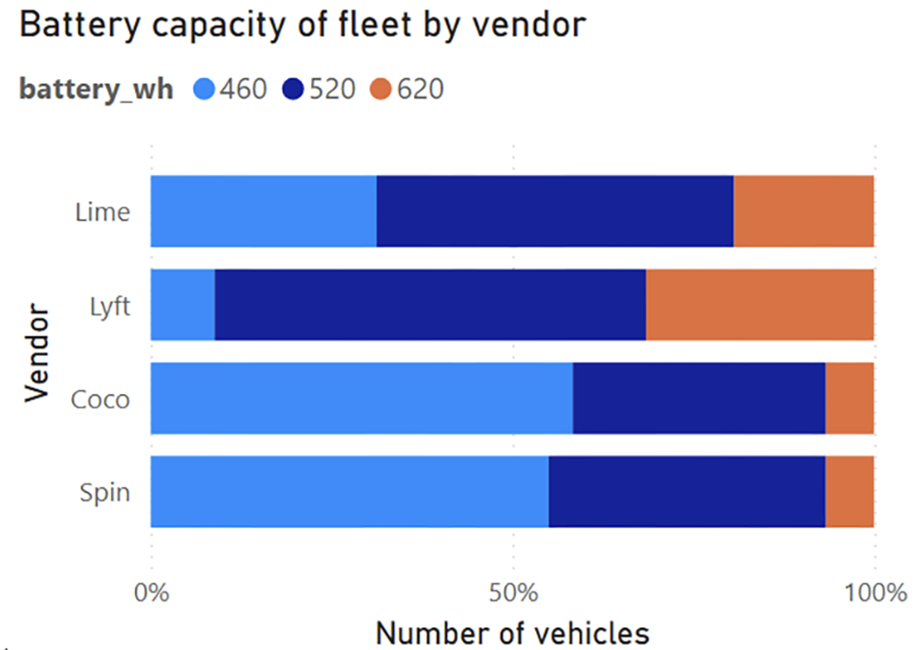 Battery capacity of fleet by vendor
battery_wh 460 520 620
Vendor
Lime
Lyft
Coco
Spin
0% 50% 100%
Number of vehicles